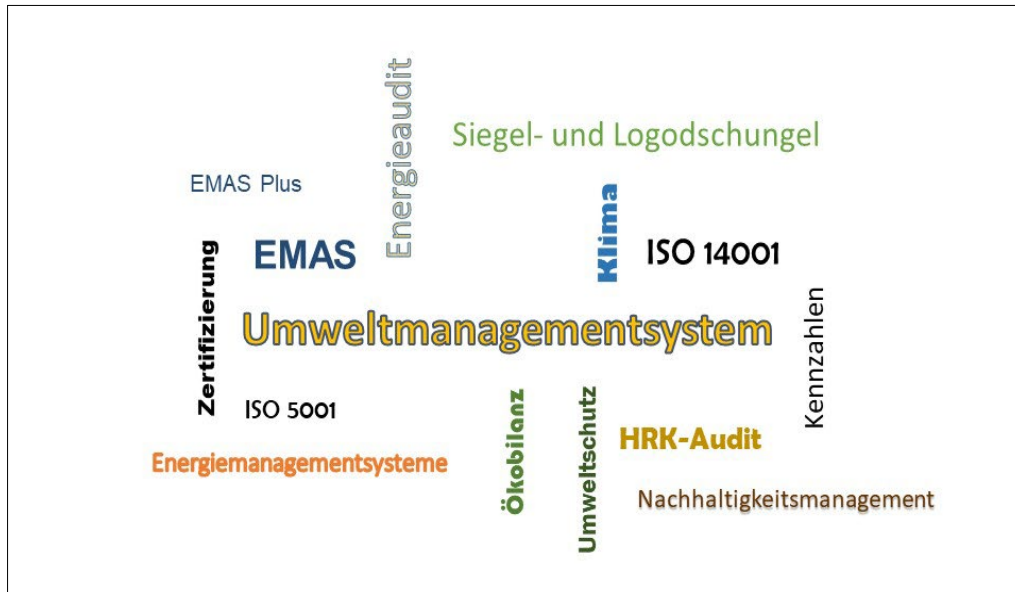 Energieaudit
Siegel- und Logodschungel
EMAS Plus
Klima
EMAS
ISO 14001
Zertifizierung
Umweltmanagementsystem
Kennzahlen
ISO 5001
Ökobilanz
Umweltschutz
HRK-Audit
Energiemanagementsysteme
Nachhaltigkeitsmanagement